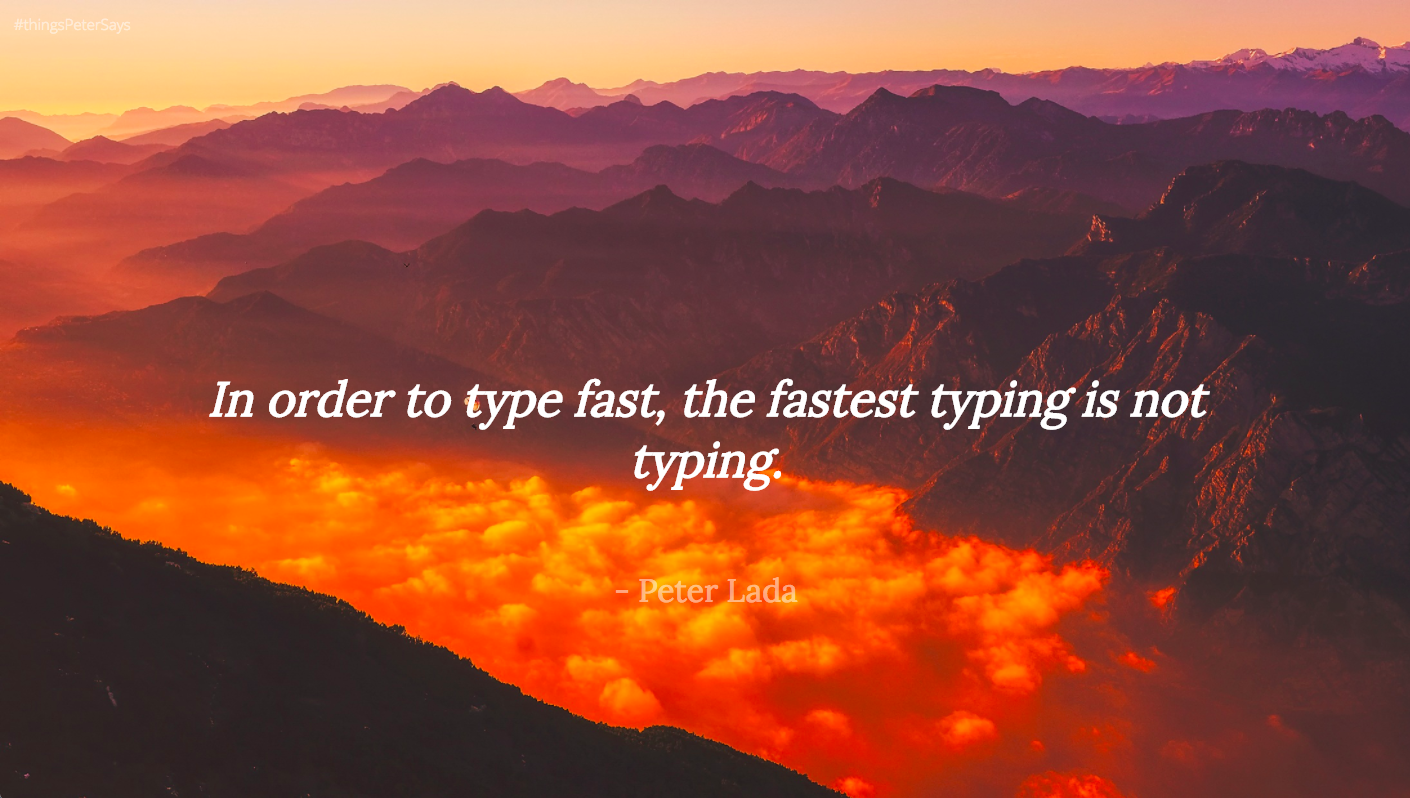 #thingsPeterSays
In order to type fast, the fastest typing is not
typing.
- Peter Lada